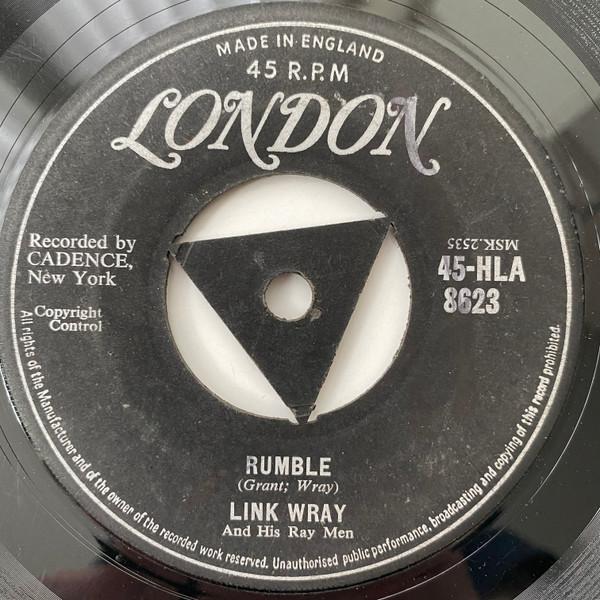 MADE IN ENGLAND
45 R.P.M
LONDON
Recorded by
CADENCE,
New York
Copyright
Control
MSK.2535
45-HLA
8623
RUMBLE
(Grant; Wray)
LINK WRAY
And His Ray Men
All rights of the Manufacturer and of the owner of the recorded work reserved. Unauthorised public performance, broadcasting and copying of this record prohibited.